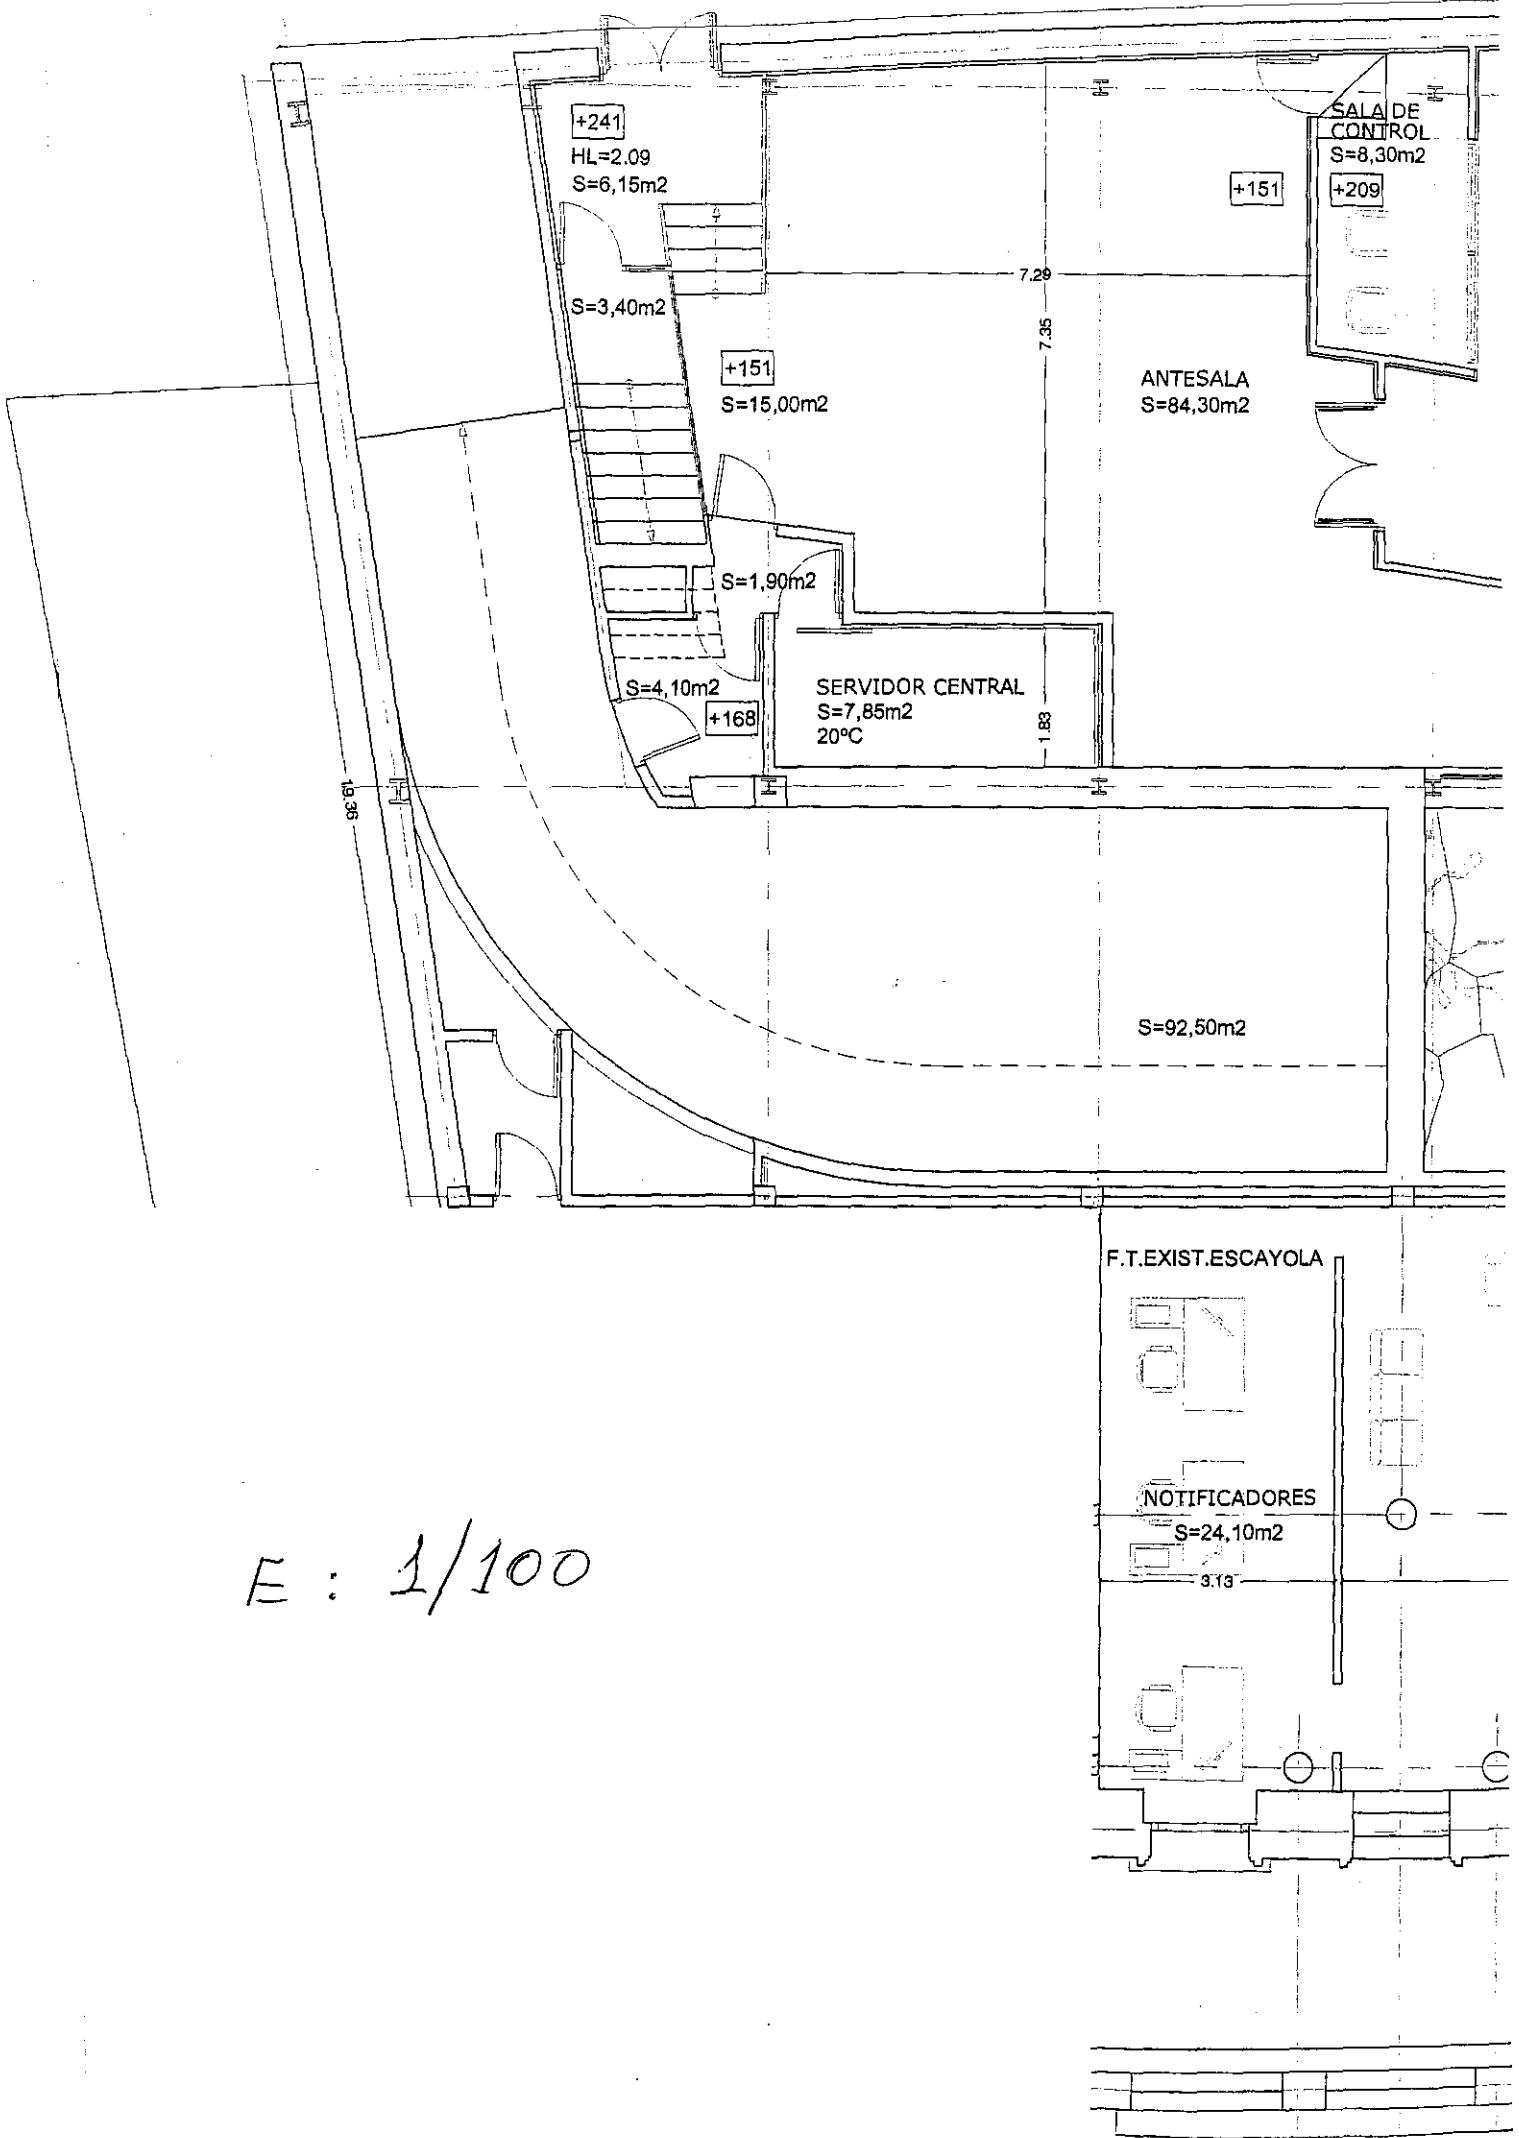 +241
HL=2.09
S=6,15m2
SALA DE
CONTROL
S=8,30m2
+151
+209
7.29
S=3,40m2
7.35
+151
S=15,00m2
ANTESALA
S=84,30m2
S=1,90m2
S=4,10m2
+168
SERVIDOR CENTRAL
S=7,85m2
20ºC
1.83
19.36
S=92,50m2
F.T.EXIST.ESCAYOLA
NOTIFICADORES
S=24,10m2
3.13
E : 1/100